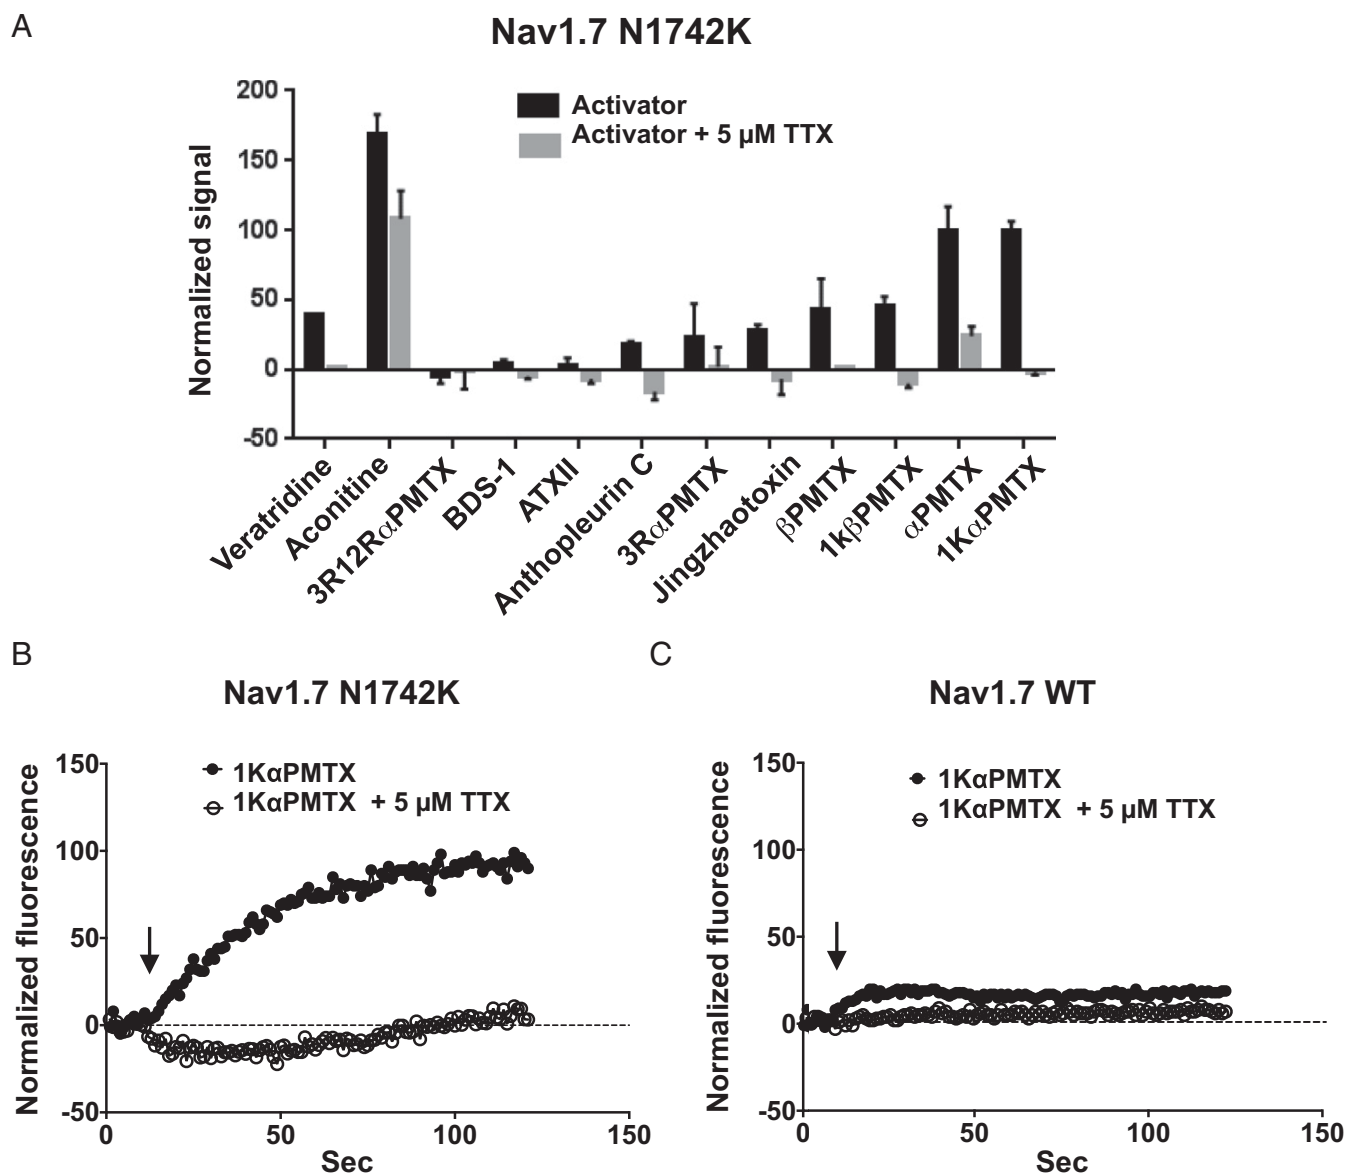 A
Nav1.7 N1742K
Normalized signal
200
150
100
50
0
-50
Activator
Activator + 5 µM TTX
Veratridine
Aconitine
3R12RαPMTX
BDS-1
ATXII
Anthopleurin C
3RαPMTX
Jingzhaotoxin
βPMTX
1kβPMTX
αPMTX
1KαPMTX
B
Nav1.7 N1742K
Normalized fluorescence
150
100
50
0
-50
1KαPMTX
1KαPMTX + 5 µM TTX
0 50 100 150
Sec
C
Nav1.7 WT
Normalized fluorescence
150
100
50
0
-50
1KαPMTX
1KαPMTX + 5 µM TTX
0 50 100 150
Sec